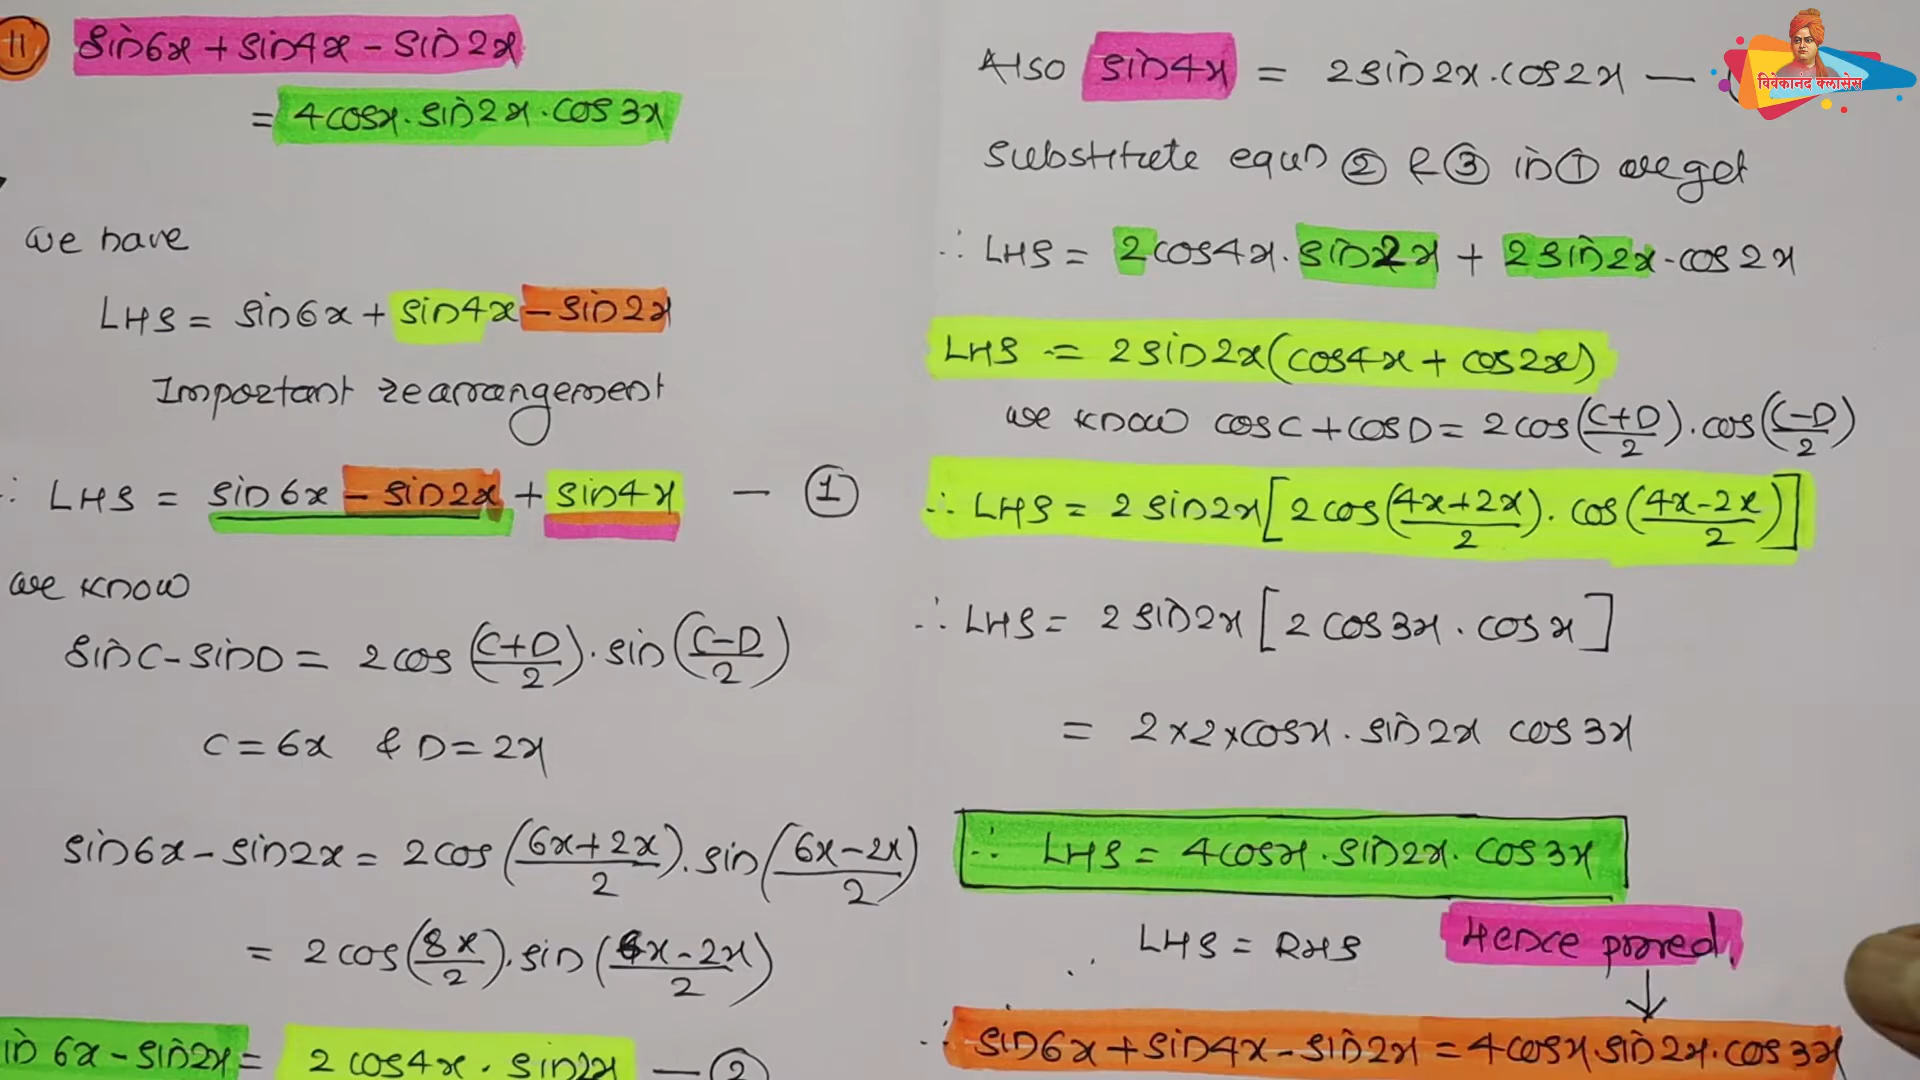 11 sin6x + sin4x - sin2x
= 4cosx. sin2x. cos3x
we have
LHS = sin6x + sin4x - sin2x
Important rearrangement
∴ LHS = sin6x - sin2x + sin4x — ①
we know
sinC - sinD = 2cos((C+D)/2). sin((C-D)/2)
C = 6x & D = 2x
sin6x - sin2x = 2cos((6x+2x)/2). sin((6x-2x)/2)
= 2cos(8x/2). sin((6x-2x)/2)
in 6x - sin2x = 2 cos4x. sin2x — ②
Also sin4x = 2sin2x. cos2x —
substitute equn ② & ③ in ① we get
∴ LHS = 2cos4x. sin2x + 2sin2x. cos2x
LHS = 2sin2x(cos4x + cos2x)
we know cosC + cosD = 2cos((C+D)/2). cos((C-D)/2)
∴ LHS = 2sin2x[2cos((4x+2x)/2). cos((4x-2x)/2)]
∴ LHS = 2sin2x[2cos3x. cosx]
= 2×2×cosx. sin2x cos3x
∴ LHS = 4cosx. sin2x. cos3x
∴ LHS = RHS Hence proved.
∴ sin6x + sin4x - sin2x = 4cosx sin2x. cos3x
विवेकानंद क्लासेस